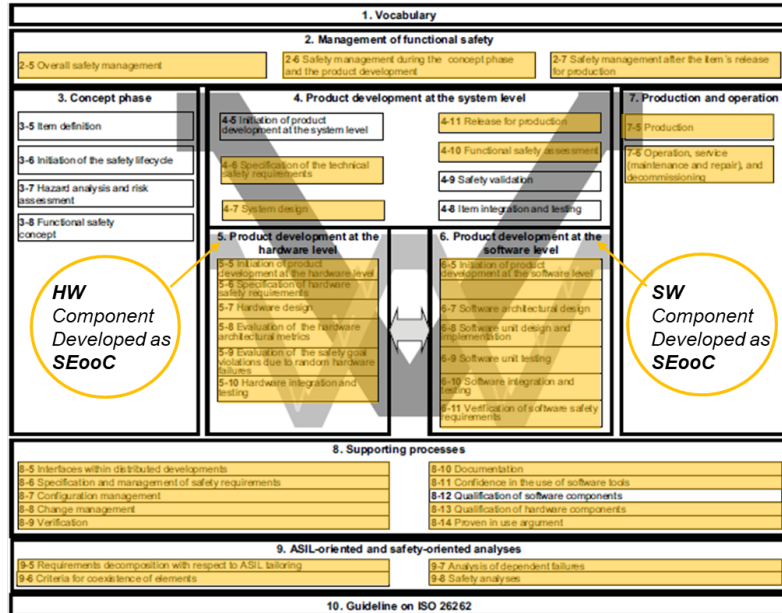 1. Vocabulary
2. Management of functional safety
2-5 Overall safety management
2-6 Safety management during the concept phase
and the product development
2-7 Safety management after the item's release
for production
3. Concept phase
3-5 Item definition
3-6 Initiation of the safety lifecycle
3-7 Hazard analysis and risk
assessment
3-8 Functional safety
concept
4. Product development at the system level
4-5 Initiation of product
development at the system level
4-6 Specification of the technical
safety requirements
4-7 System design
4-11 Release for production
4-10 Functional safety assessment
4-9 Safety validation
4-8 Item integration and testing
7. Production and operation
7-5 Production
7-6 Operation, service
(maintenance and repair), and
decommissioning
HW
Component
Developed as
SEooC
5. Product development at the
hardware level
5-5 Initiation of product
development at the hardware level
5-6 Specification of hardware
safety requirements
5-7 Hardware design
5-8 Evaluation of the hardware
architectural metrics
5-9 Evaluation of the safety goal
violations due to random hardware
failures
5-10 Hardware integration and
testing
6. Product development at the
software level
6-5 Initiation of product
development at the software level
6-7 Software architectural design
6-8 Software unit design and
implementation
6-9 Software unit testing
6-10 Software integration and
testing
6-11 Verification of software safety
requirements
SW
Component
Developed as
SEooC
8. Supporting processes
8-5 Interfaces within distributed developments
8-6 Specification and management of safety requirements
8-7 Configuration management
8-8 Change management
8-9 Verification
8-10 Documentation
8-11 Confidence in the use of software tools
8-12 Qualification of software components
8-13 Qualification of hardware components
8-14 Proven in use argument
9. ASIL-oriented and safety-oriented analyses
9-5 Requirements decomposition with respect to ASIL tailoring
9-6 Criteria for coexistence of elements
9-7 Analysis of dependent failures
9-8 Safety analyses
10. Guideline on ISO 26262